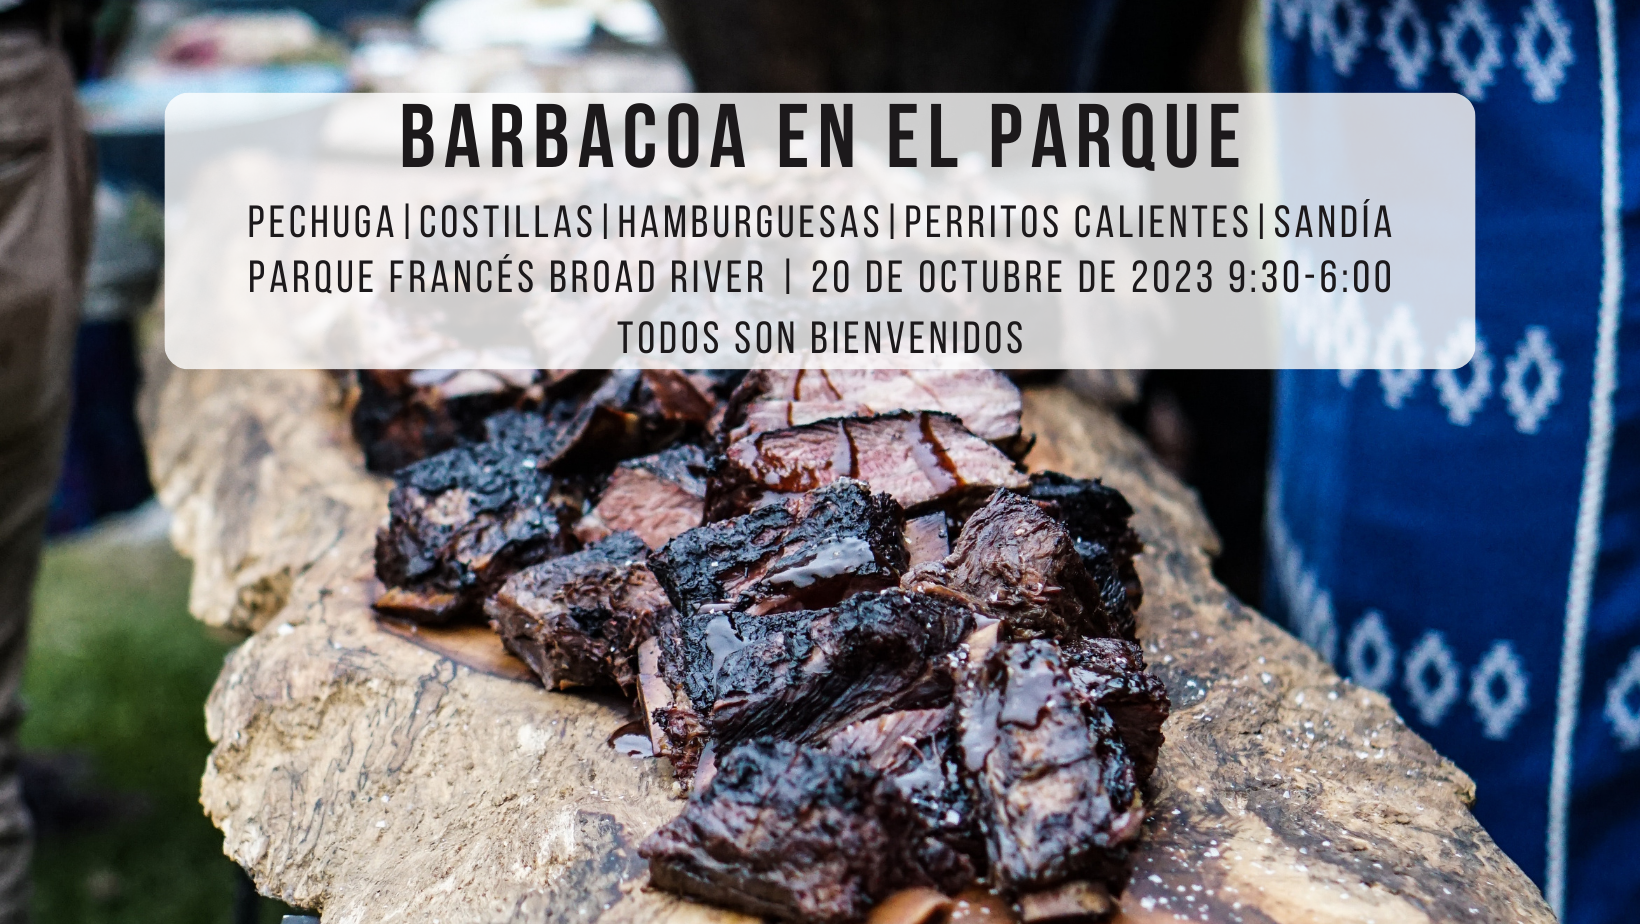 BARBACOA EN EL PARQUE
PECHUGA|COSTILLAS|HAMBURGUESAS|PERRITOS CALIENTES|SANDÍA
PARQUE FRANCÉS BROAD RIVER | 20 DE OCTUBRE DE 2023 9:30-6:00
TODOS SON BIENVENIDOS